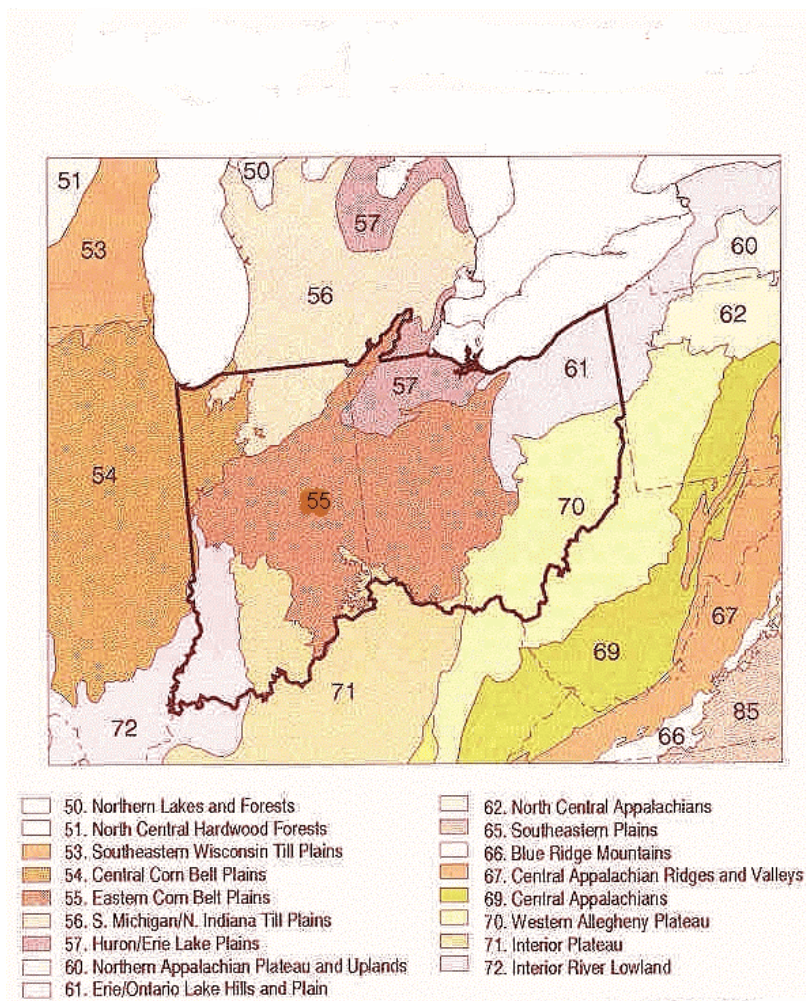 51
50
53
57
60
56
62
57
61
54
55
70
67
69
71
85
72
66
50. Northern Lakes and Forests
51. North Central Hardwood Forests
53. Southeastern Wisconsin Till Plains
54. Central Corn Belt Plains
55. Eastern Corn Belt Plains
56. S. Michigan/N. Indiana Till Plains
57. Huron/Erie Lake Plains
60. Northern Appalachian Plateau and Uplands
61. Erie/Ontario Lake Hills and Plain
62. North Central Appalachians
65. Southeastern Plains
66. Blue Ridge Mountains
67. Central Appalachian Ridges and Valleys
69. Central Appalachians
70. Western Allegheny Plateau
71. Interior Plateau
72. Interior River Lowland